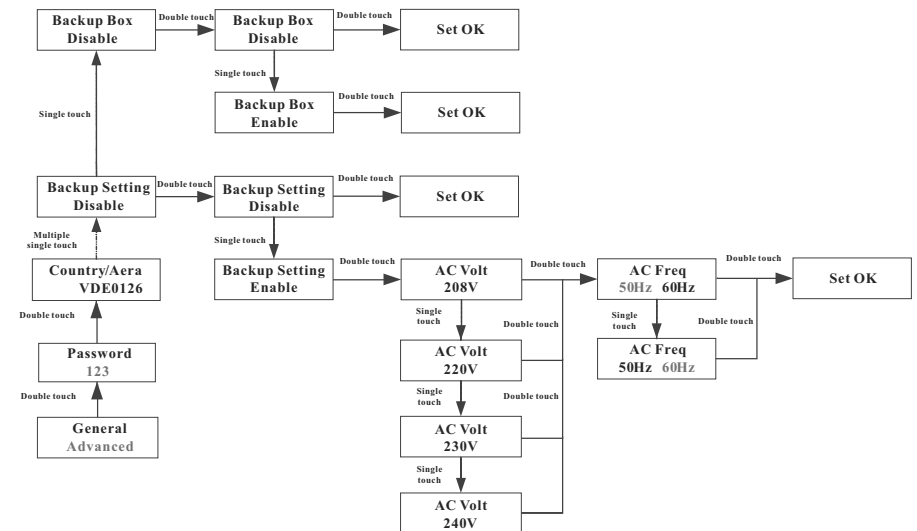 Backup Box
Disable
Double touch
Backup Box
Disable
Double touch
Set OK
Single touch
Backup Box
Enable
Double touch
Set OK
Single touch
Backup Setting
Disable
Double touch
Backup Setting
Disable
Double touch
Set OK
Single touch
Backup Setting
Enable
Double touch
AC Volt
208V
Double touch
AC Freq
50Hz 60Hz
Double
touch
Set OK
Single
touch
Double touch
AC Freq
50Hz 60Hz
Single
touch
Double
touch
AC Volt
220V
Single
touch
Double
touch
AC Volt
230V
Single
touch
AC Volt
240V
Multiple
single touch
Country/Aera
VDE0126
Double touch
Password
123
Double touch
General
Advanced